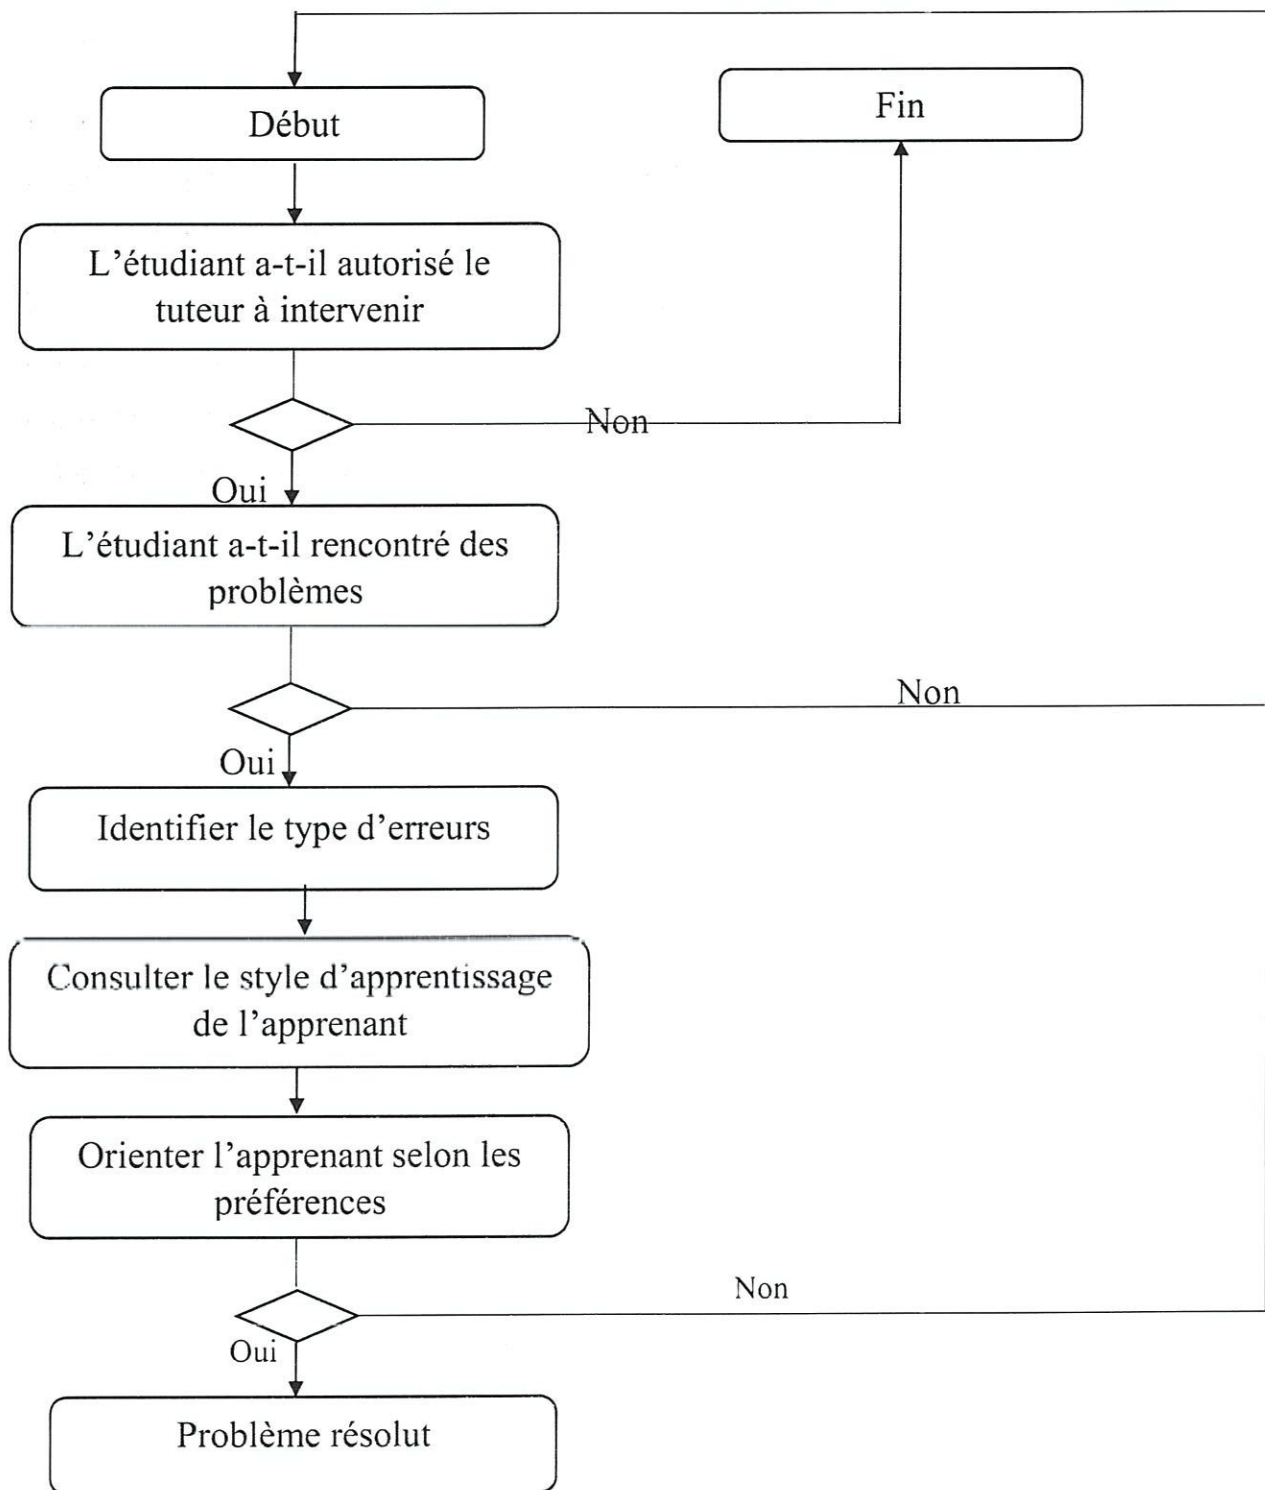 Début
Fin
L'étudiant a-t-il autorisé le
tuteur à intervenir
Non
Oui
L'étudiant a-t-il rencontré des
problèmes
Non
Oui
Identifier le type d'erreurs
Consulter le style d'apprentissage
de l'apprenant
Orienter l'apprenant selon les
préférences
Non
Oui
Problème résolut